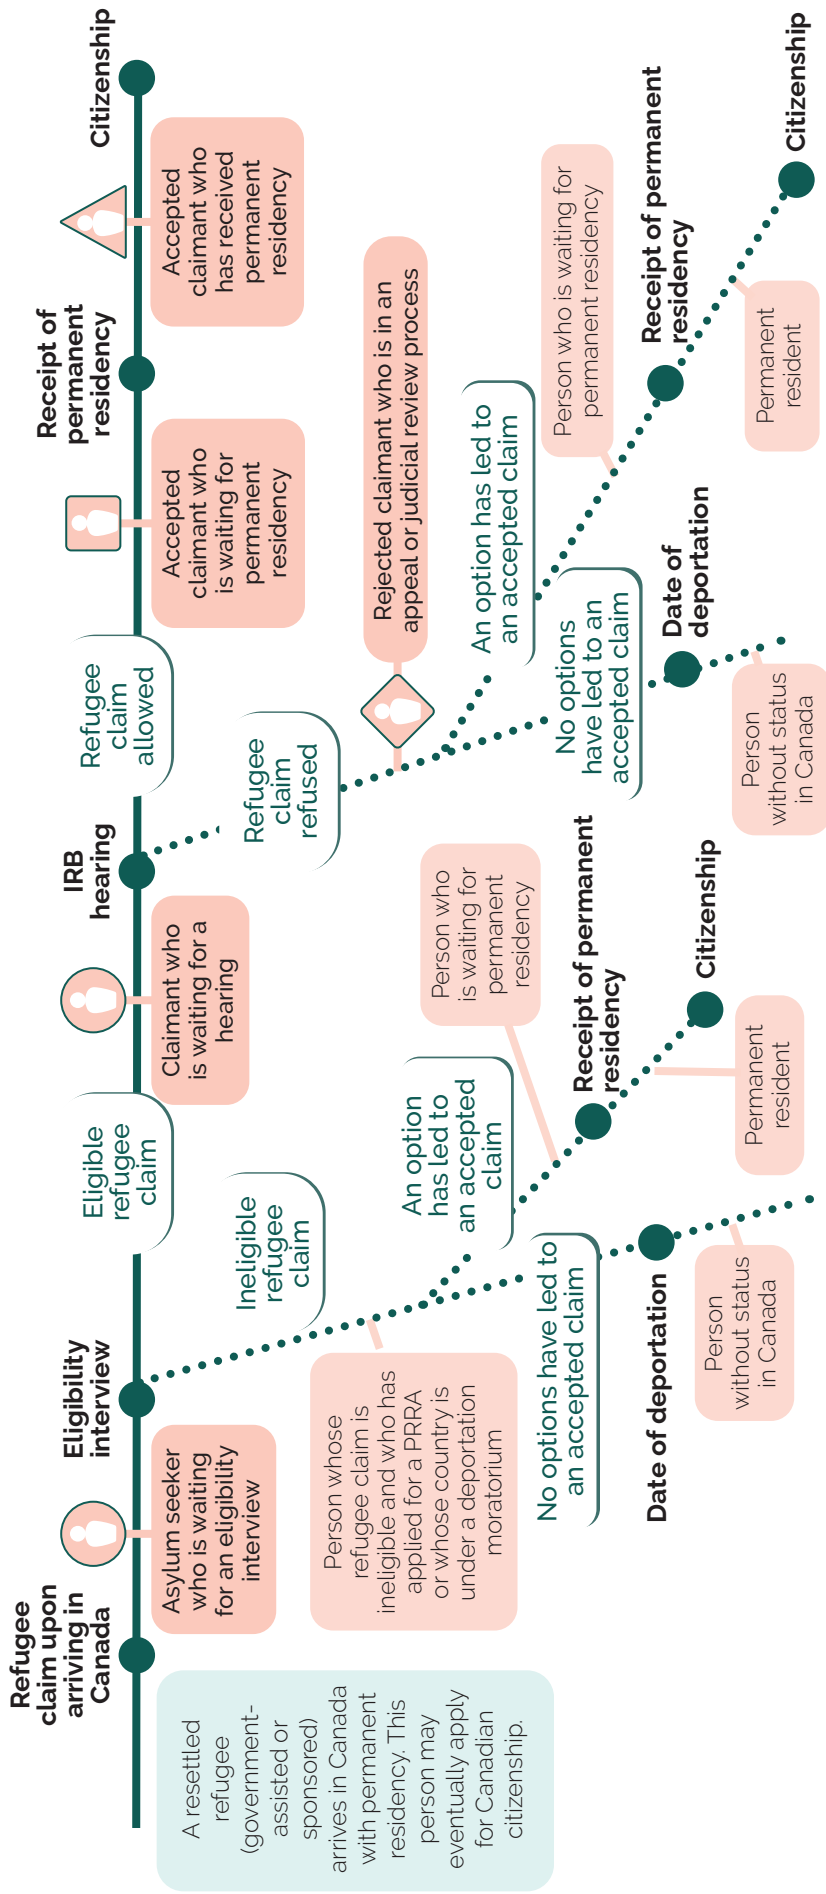 Refugee
claim upon
arriving in
Canada
Eligibility
interview
IRB
hearing
Receipt of
permanent
residency
Citizenship
Asylum seeker
who is waiting
for an eligibility
interview
Eligible
refugee
claim
Claimant who
is waiting for a
hearing
Refugee
claim
allowed
Accepted
claimant who
is waiting for
permanent
residency
Accepted
claimant who
has received
permanent
residency
A resettled
refugee
(government-
assisted or
sponsored)
arrives in Canada
with permanent
residency. This
person may
eventually apply
for Canadian
citizenship.
Ineligible
refugee
claim
Person whose
refugee claim is
ineligible and who has
applied for a PRRA
or whose country is
under a deportation
moratorium
An option
has led to
an accepted
claim
Person who
is waiting for
permanent
residency
Receipt of permanent
residency
Permanent
resident
Citizenship
No options have led to
an accepted claim
Date of deportation
Person
without status
in Canada
Refugee
claim
refused
Rejected claimant who is in an
appeal or judicial review process
An option has led to
an accepted claim
Person who is waiting for
permanent residency
Receipt of permanent
residency
Permanent
resident
Citizenship
No options
have led to an
accepted claim
Date of
deportation
Person
without status
in Canada